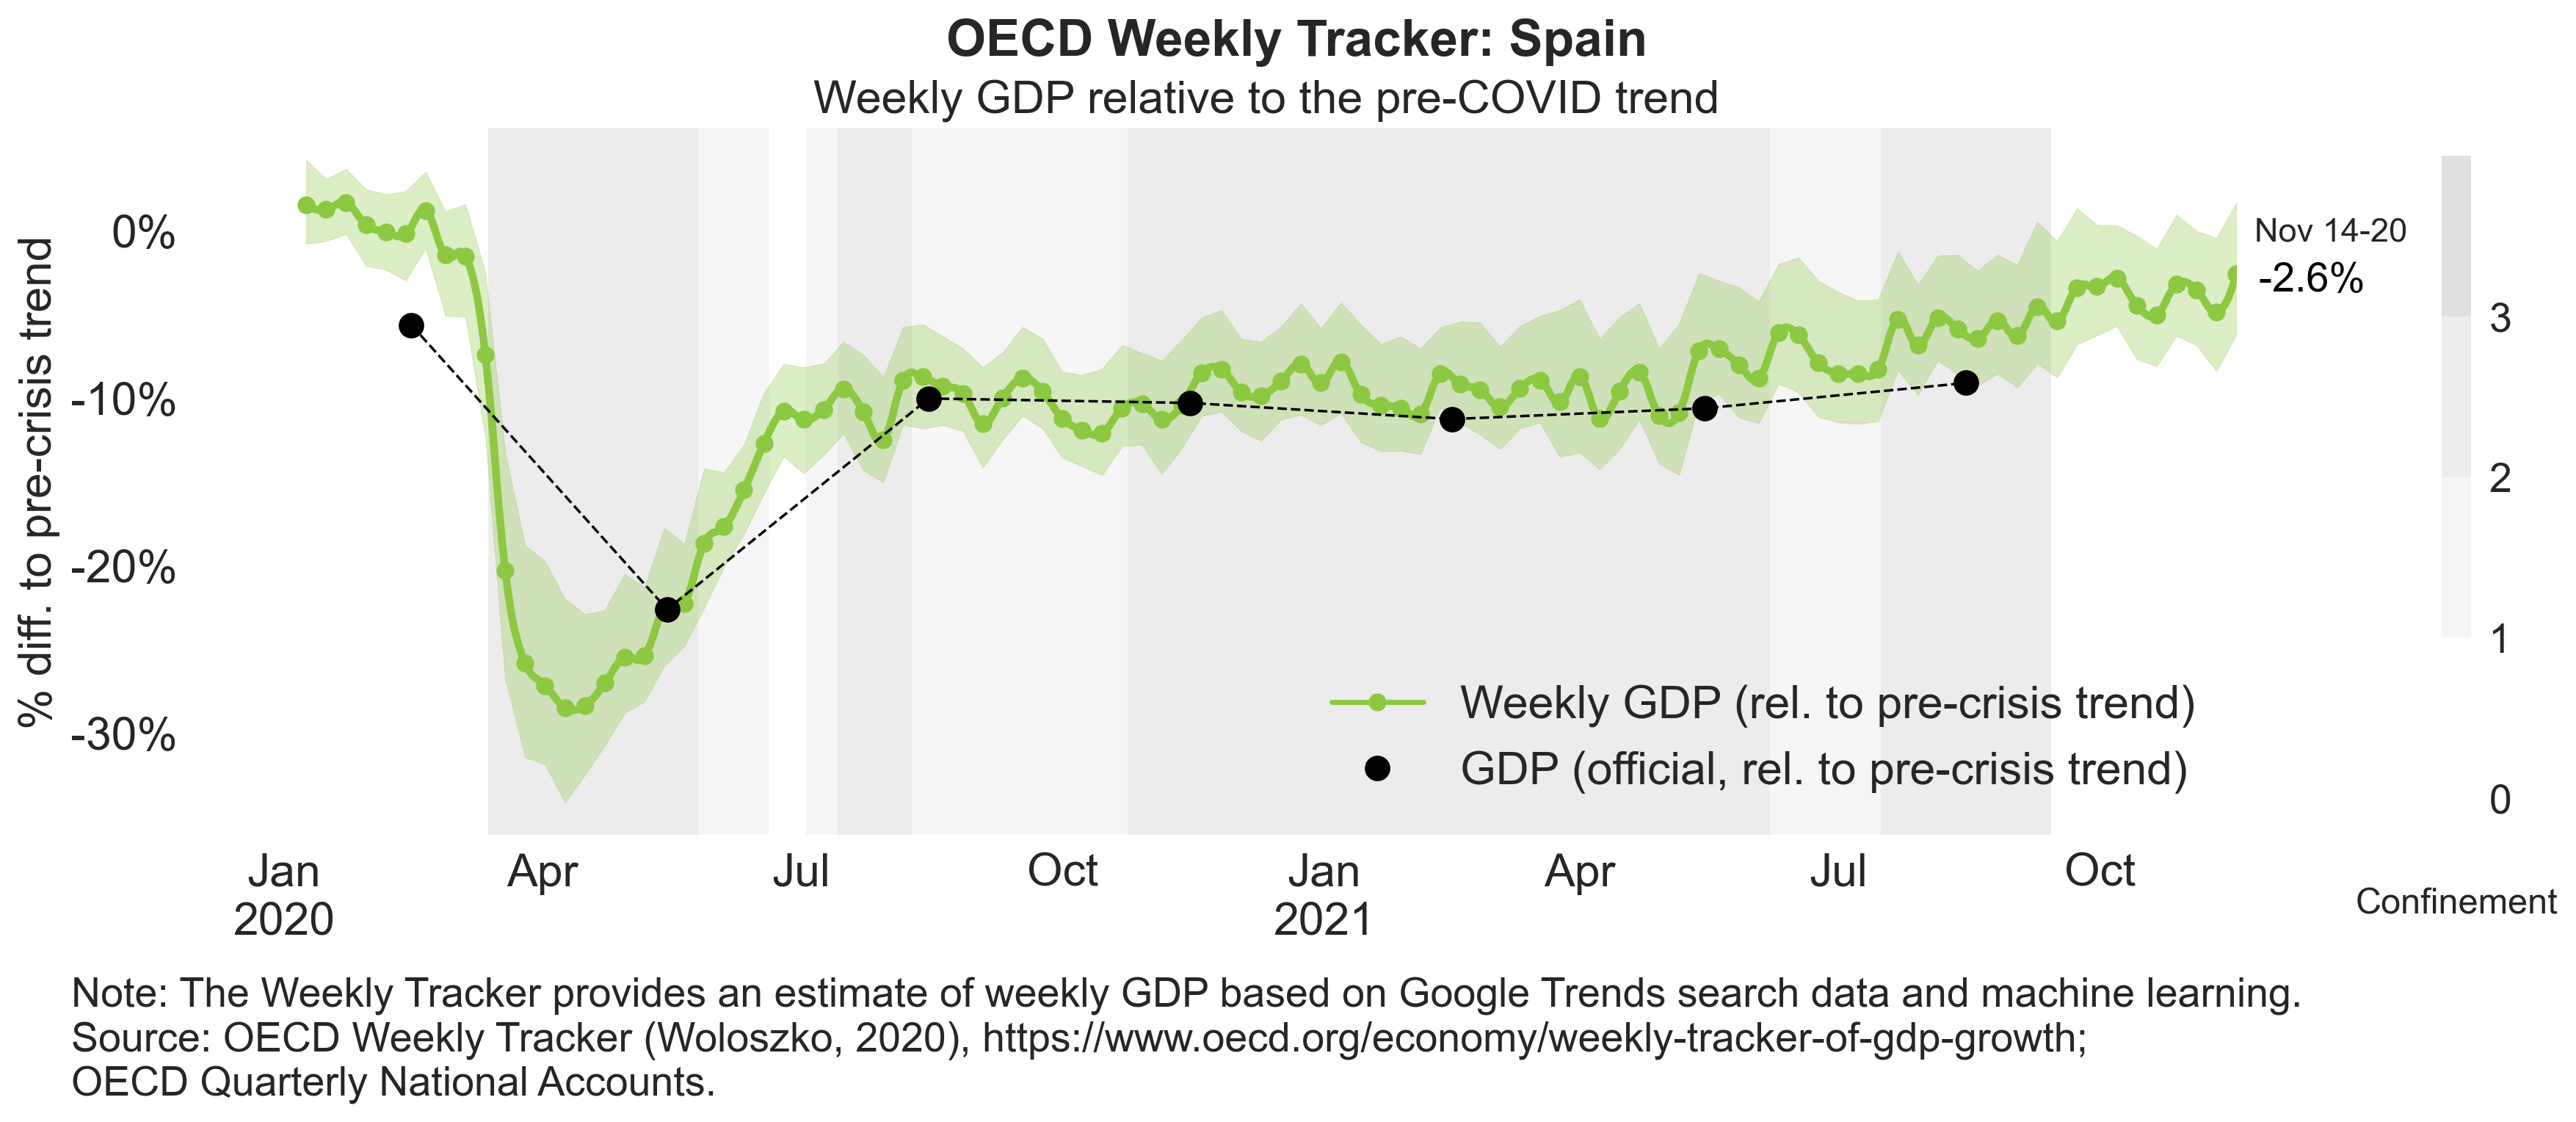 OECD Weekly Tracker: Spain
Weekly GDP relative to the pre-COVID trend
% diff. to pre-crisis trend
0%
-10%
-20%
-30%
Nov 14-20
-2.6%
3
2
1
0
Confinement
Weekly GDP (rel. to pre-crisis trend)
GDP (official, rel. to pre-crisis trend)
Jan Apr Jul Oct Jan Apr Jul Oct
2020 2021
Note: The Weekly Tracker provides an estimate of weekly GDP based on Google Trends search data and machine learning.
Source: OECD Weekly Tracker (Woloszko, 2020), https://www.oecd.org/economy/weekly-tracker-of-gdp-growth;
OECD Quarterly National Accounts.